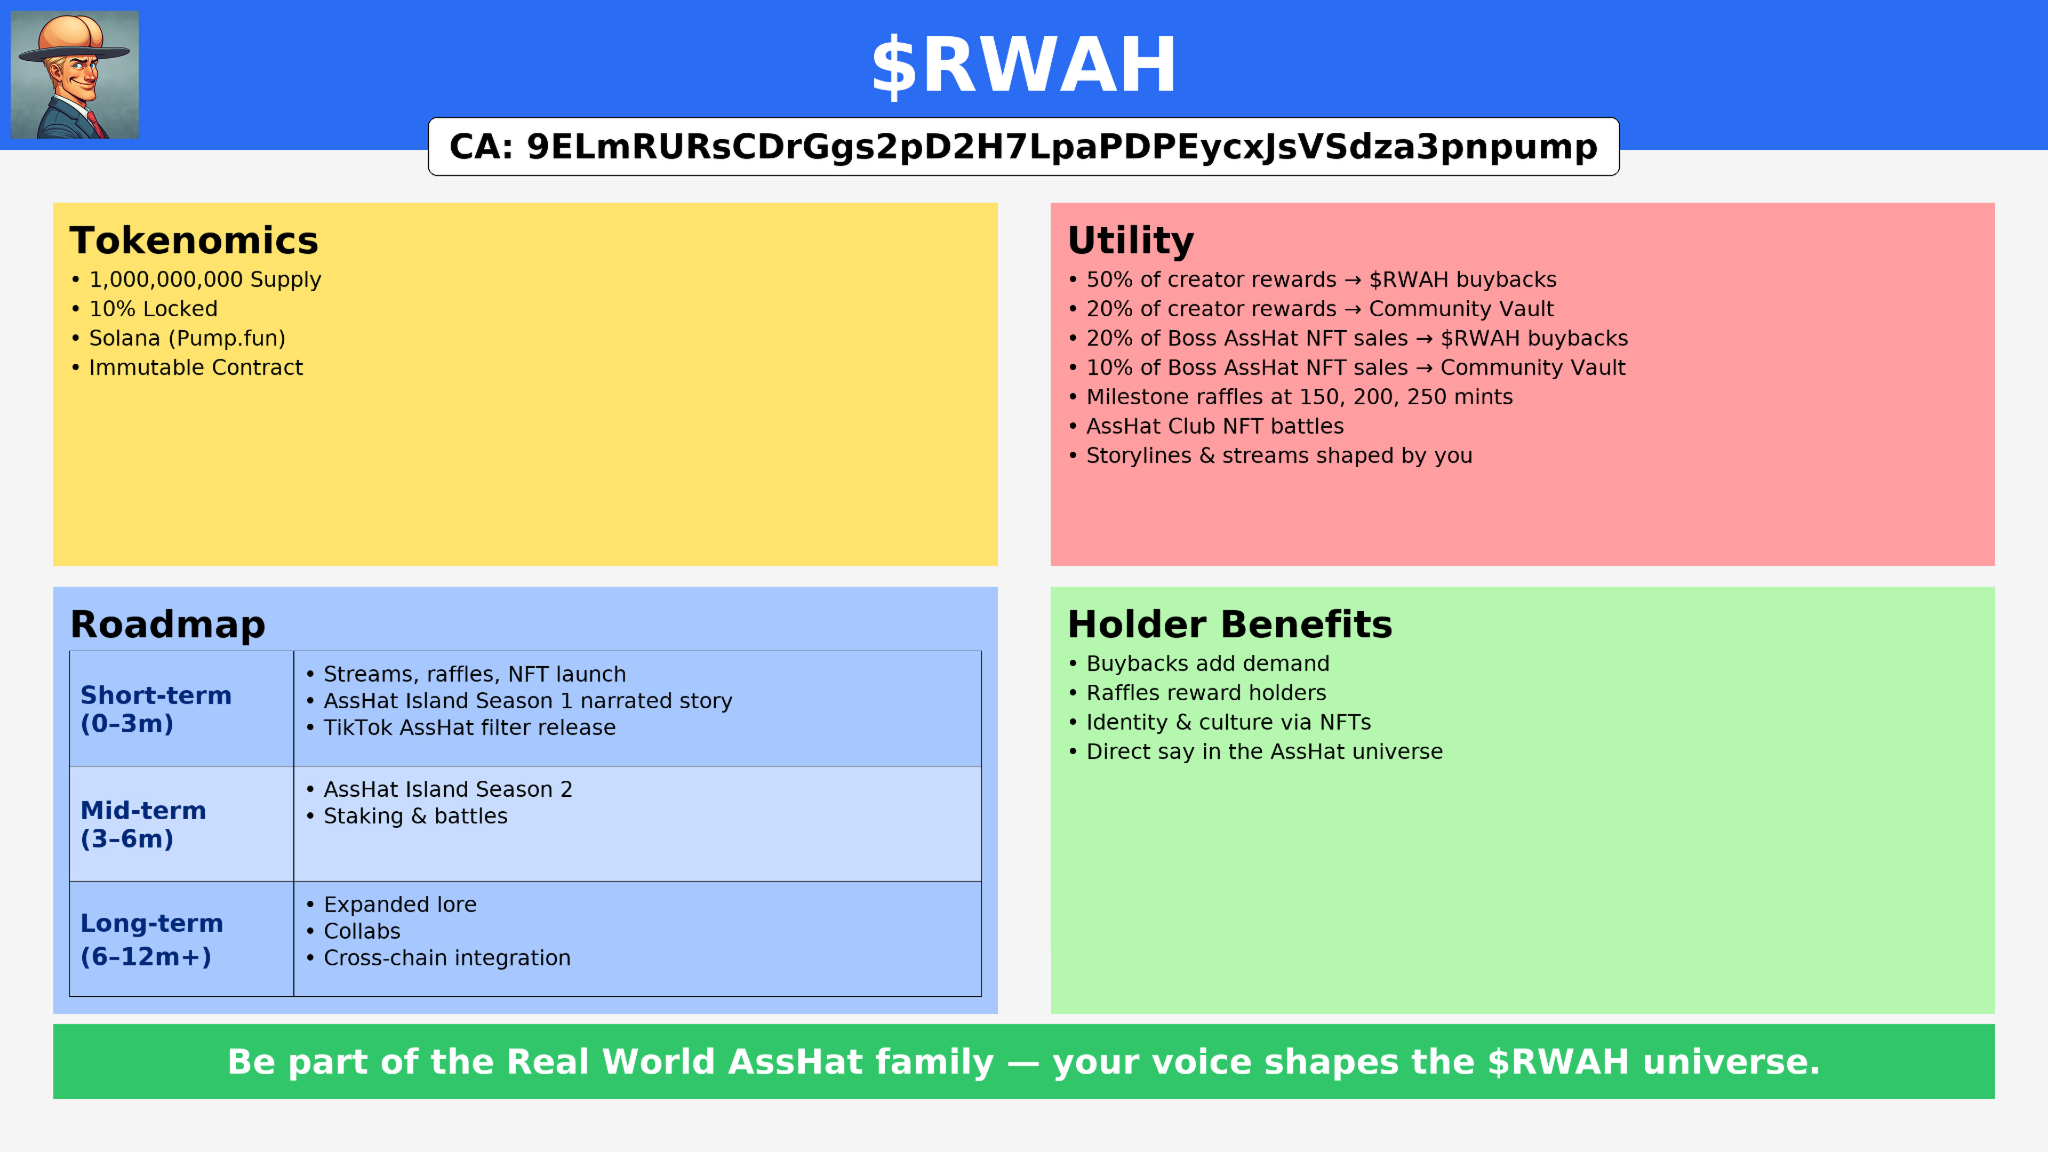 $RWAH
CA: 9ELmRURsCDrGgs2pD2H7LpaPDPEycxJsVSdza3pnpump
Tokenomics
• 1,000,000,000 Supply
• 10% Locked
• Solana (Pump.fun)
• Immutable Contract
Utility
• 50% of creator rewards → $RWAH buybacks
• 20% of creator rewards → Community Vault
• 20% of Boss AssHat NFT sales → $RWAH buybacks
• 10% of Boss AssHat NFT sales → Community Vault
• Milestone raffles at 150, 200, 250 mints
• AssHat Club NFT battles
• Storylines & streams shaped by you
Roadmap
Short-term
(0–3m)
• Streams, raffles, NFT launch
• AssHat Island Season 1 narrated story
• TikTok AssHat filter release
Mid-term
(3–6m)
• AssHat Island Season 2
• Staking & battles
Long-term
(6–12m+)
• Expanded lore
• Collabs
• Cross-chain integration
Holder Benefits
• Buybacks add demand
• Raffles reward holders
• Identity & culture via NFTs
• Direct say in the AssHat universe
Be part of the Real World AssHat family — your voice shapes the $RWAH universe.